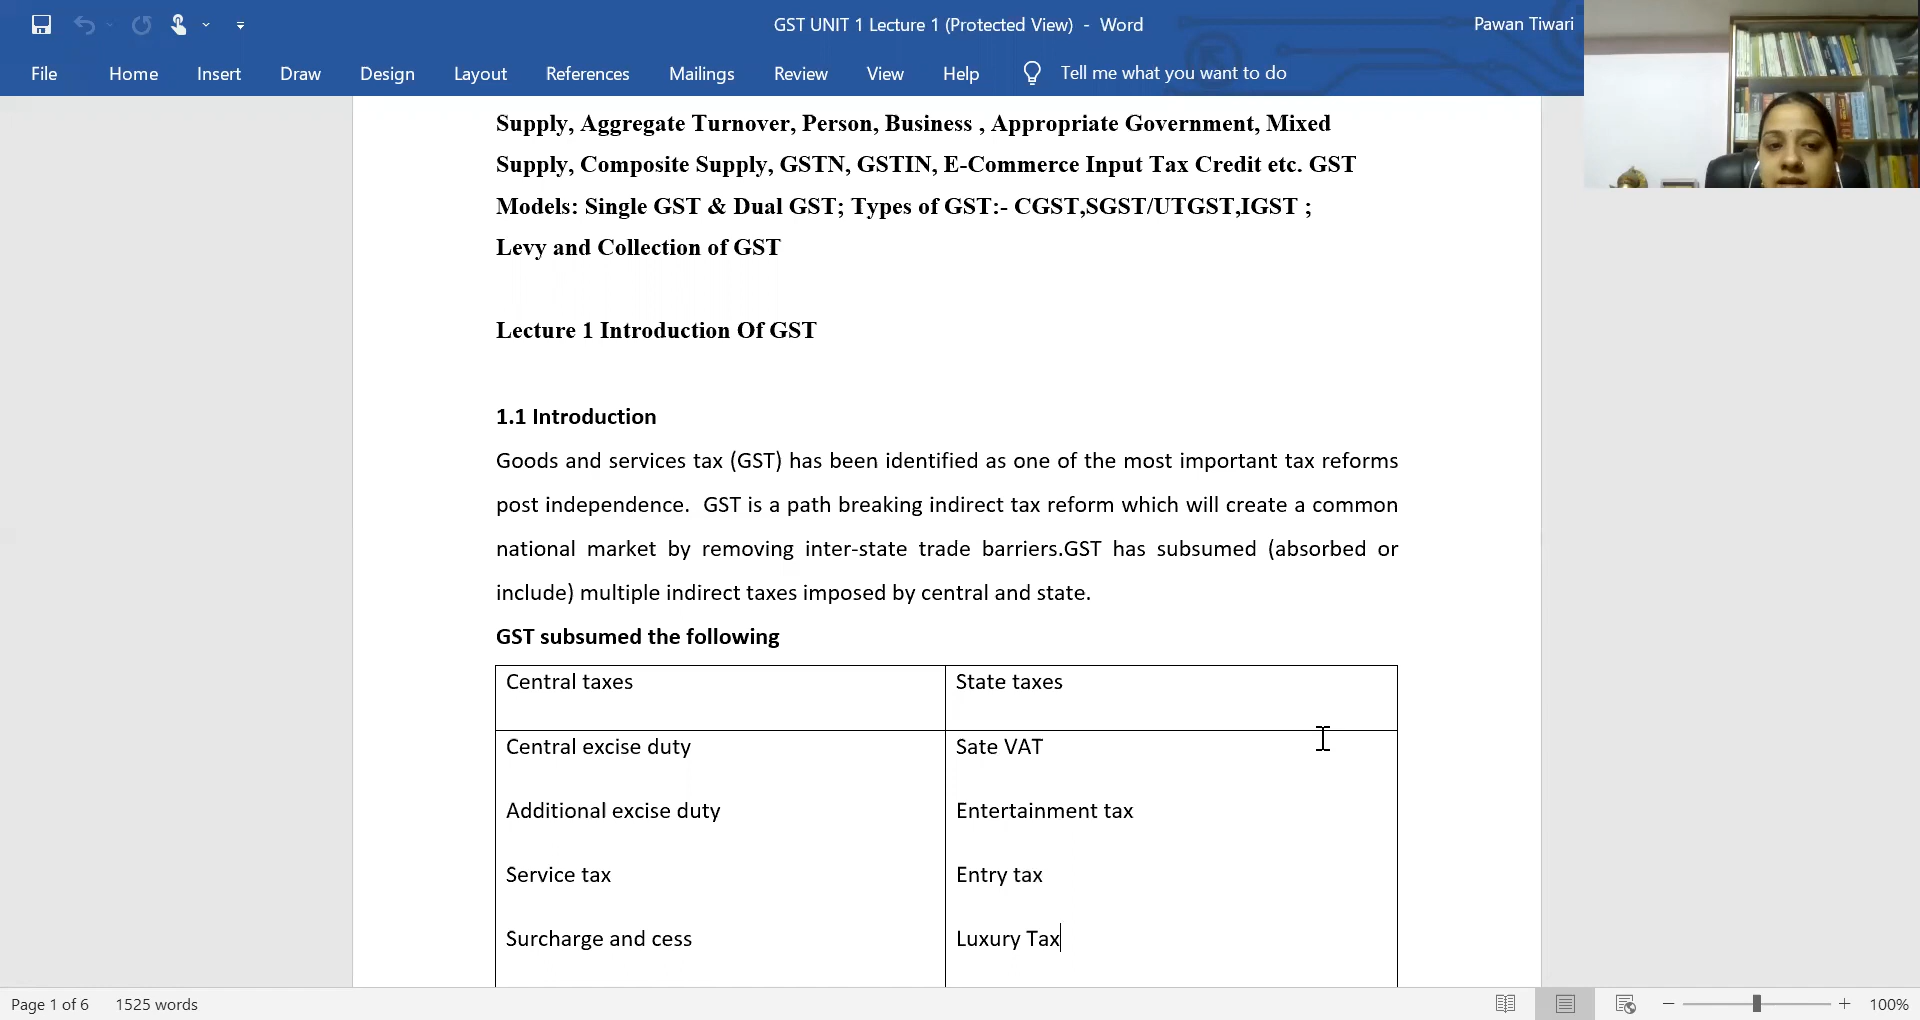 GST UNIT 1 Lecture 1 (Protected View) - Word
Pawan Tiwari
File Home Insert Draw Design Layout References Mailings Review View Help Tell me what you want to do
Supply, Aggregate Turnover, Person, Business , Appropriate Government, Mixed
Supply, Composite Supply, GSTN, GSTIN, E-Commerce Input Tax Credit etc. GST
Models: Single GST & Dual GST; Types of GST:- CGST,SGST/UTGST,IGST ;
Levy and Collection of GST
Lecture 1 Introduction Of GST
1.1 Introduction
Goods and services tax (GST) has been identified as one of the most important tax reforms
post independence. GST is a path breaking indirect tax reform which will create a common
national market by removing inter-state trade barriers.GST has subsumed (absorbed or
include) multiple indirect taxes imposed by central and state.
GST subsumed the following
Central taxes State taxes
Central excise duty Sate VAT
Additional excise duty Entertainment tax
Service tax Entry tax
Surcharge and cess Luxury Tax
Page 1 of 6 1525 words 100%